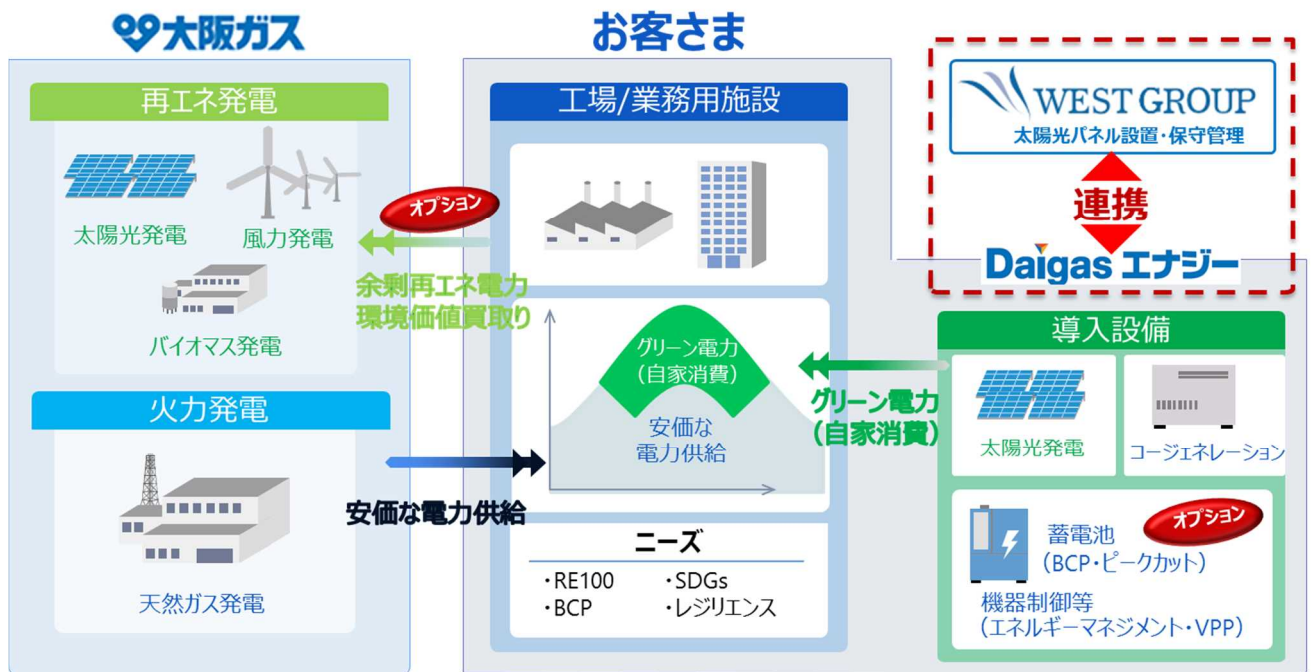 大阪ガス
再エネ発電
太陽光発電
風力発電
バイオマス発電
火力発電
天然ガス発電
オプション
余剰再エネ電力
環境価値買取り
安価な電力供給
お客さま
工場/業務用施設
グリーン電力
(自家消費)
安価な
電力供給
ニーズ
・RE100
・SDGs
・BCP
・レジリエンス
グリーン電力
(自家消費)
WEST GROUP
太陽光パネル設置・保守管理
連携
Daigas エナジー
導入設備
太陽光発電
コージェネレーション
蓄電池
(BCP・ピークカット)
オプション
機器制御等
(エネルギーマネジメント・VPP)